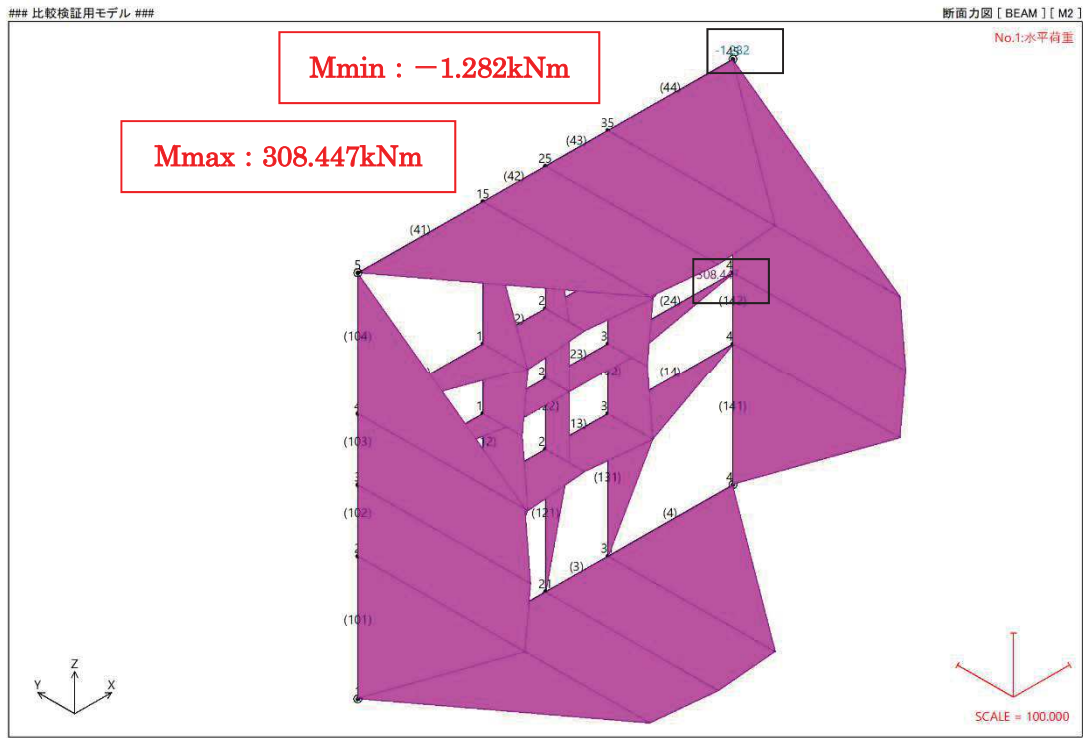 ### 比較検証用モデル ###
断面力図 [ BEAM ] [ M2 ]
No.1:水平荷重
Mmin：－1.282kNm
Mmax：308.447kNm
(44)
35
(43)
25
(42)
15
(41)
5
(104)
(24)
(103)
(14)
(141)
(102)
(131)
(121)
(4)
(3)
21
(101)
Z
Y
X
SCALE = 100.000